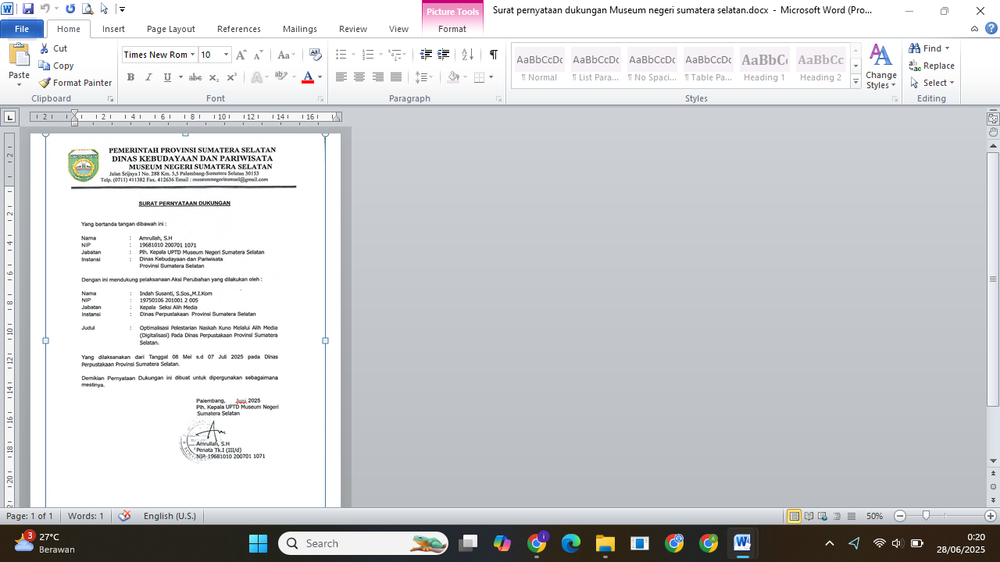 Surat pernyataan dukungan Museum negeri sumatera selatan.docx - Microsoft Word (Pro...
Picture Tools
File Home Insert Page Layout References Mailings Review View Format
Cut
Copy
Format Painter
Paste
Clipboard
Times New Rom 10
Font
Paragraph
AaBbCcDc AaBbCcDc AaBbCcDc AaBbCcDc AaBbC AaBbCc
¶ Normal ¶ List Para... ¶ No Spaci... ¶ Table Pa... Heading 1 Heading 2
Styles
Change Styles
Find
Replace
Select
Editing
PEMERINTAH PROVINSI SUMATERA SELATAN
DINAS KEBUDAYAAN DAN PARIWISATA
MUSEUM NEGERI SUMATERA SELATAN
Jalan Srijaya I No. 288 Km. 5,5 Palembang-Sumatera Selatan 30153
Telp. (0711) 411382 Fax. 412636 Email : museumnegerisumsel@gmail.com
SURAT PERNYATAAN DUKUNGAN
Yang bertanda tangan dibawah ini :
Nama : Amrullah, S.H
NIP : 19681010 200701 1071
Jabatan : Plh. Kepala UPTD Museum Negeri Sumatera Selatan
Instansi : Dinas Kebudayaan dan Pariwisata
Provinsi Sumatera Selatan
Dengan ini mendukung pelaksanaan Aksi Perubahan yang dilakukan oleh :
Nama : Indah Susanti, S.Sos.,M.I.Kom
NIP : 19750106 201001 2 005
Jabatan : Kepala Seksi Alih Media
Instansi : Dinas Perpustakaan Provinsi Sumatera Selatan
Judul : Optimalisasi Pelestarian Naskah Kuno Melalui Alih Media
(Digitalisasi) Pada Dinas Perpustakaan Provinsi Sumatera
Selatan.
Yang dilaksanakan dari Tanggal 08 Mei s.d 07 Juli 2025 pada Dinas
Perpustakaan Provinsi Sumatera Selatan.
Demikian Pernyataan Dukungan ini dibuat untuk dipergunakan sebagaimana
mestinya.
Palembang, Juni 2025
Plh. Kepala UPTD Museum Negeri
Sumatera Selatan
Amrullah, S.H
Penata Tk.I (III/d)
NIP. 19681010 200701 1071
Page: 1 of 1 Words: 1 English (U.S.) 50%
3
27°C
Berawan
Search
0:20
28/06/2025